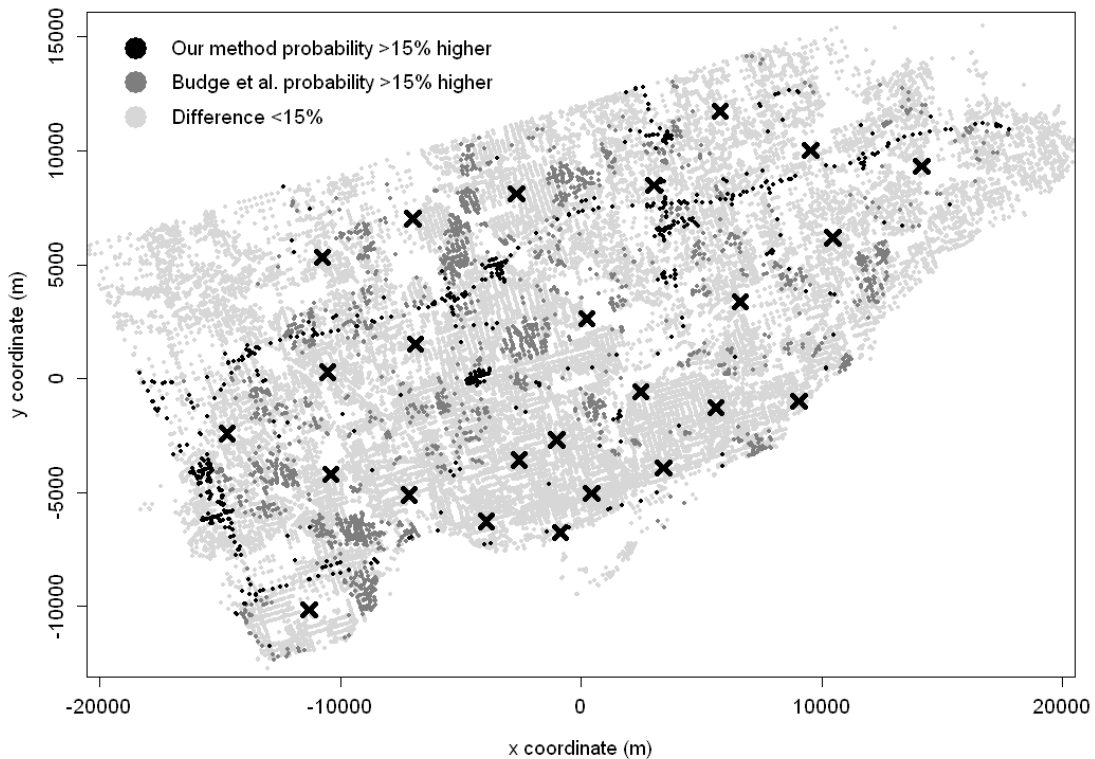 Our method probability >15% higher
Budge et al. probability >15% higher
Difference <15%
15000
10000
5000
0
-5000
-10000
y coordinate (m)
-20000
-10000
0
10000
20000
x coordinate (m)